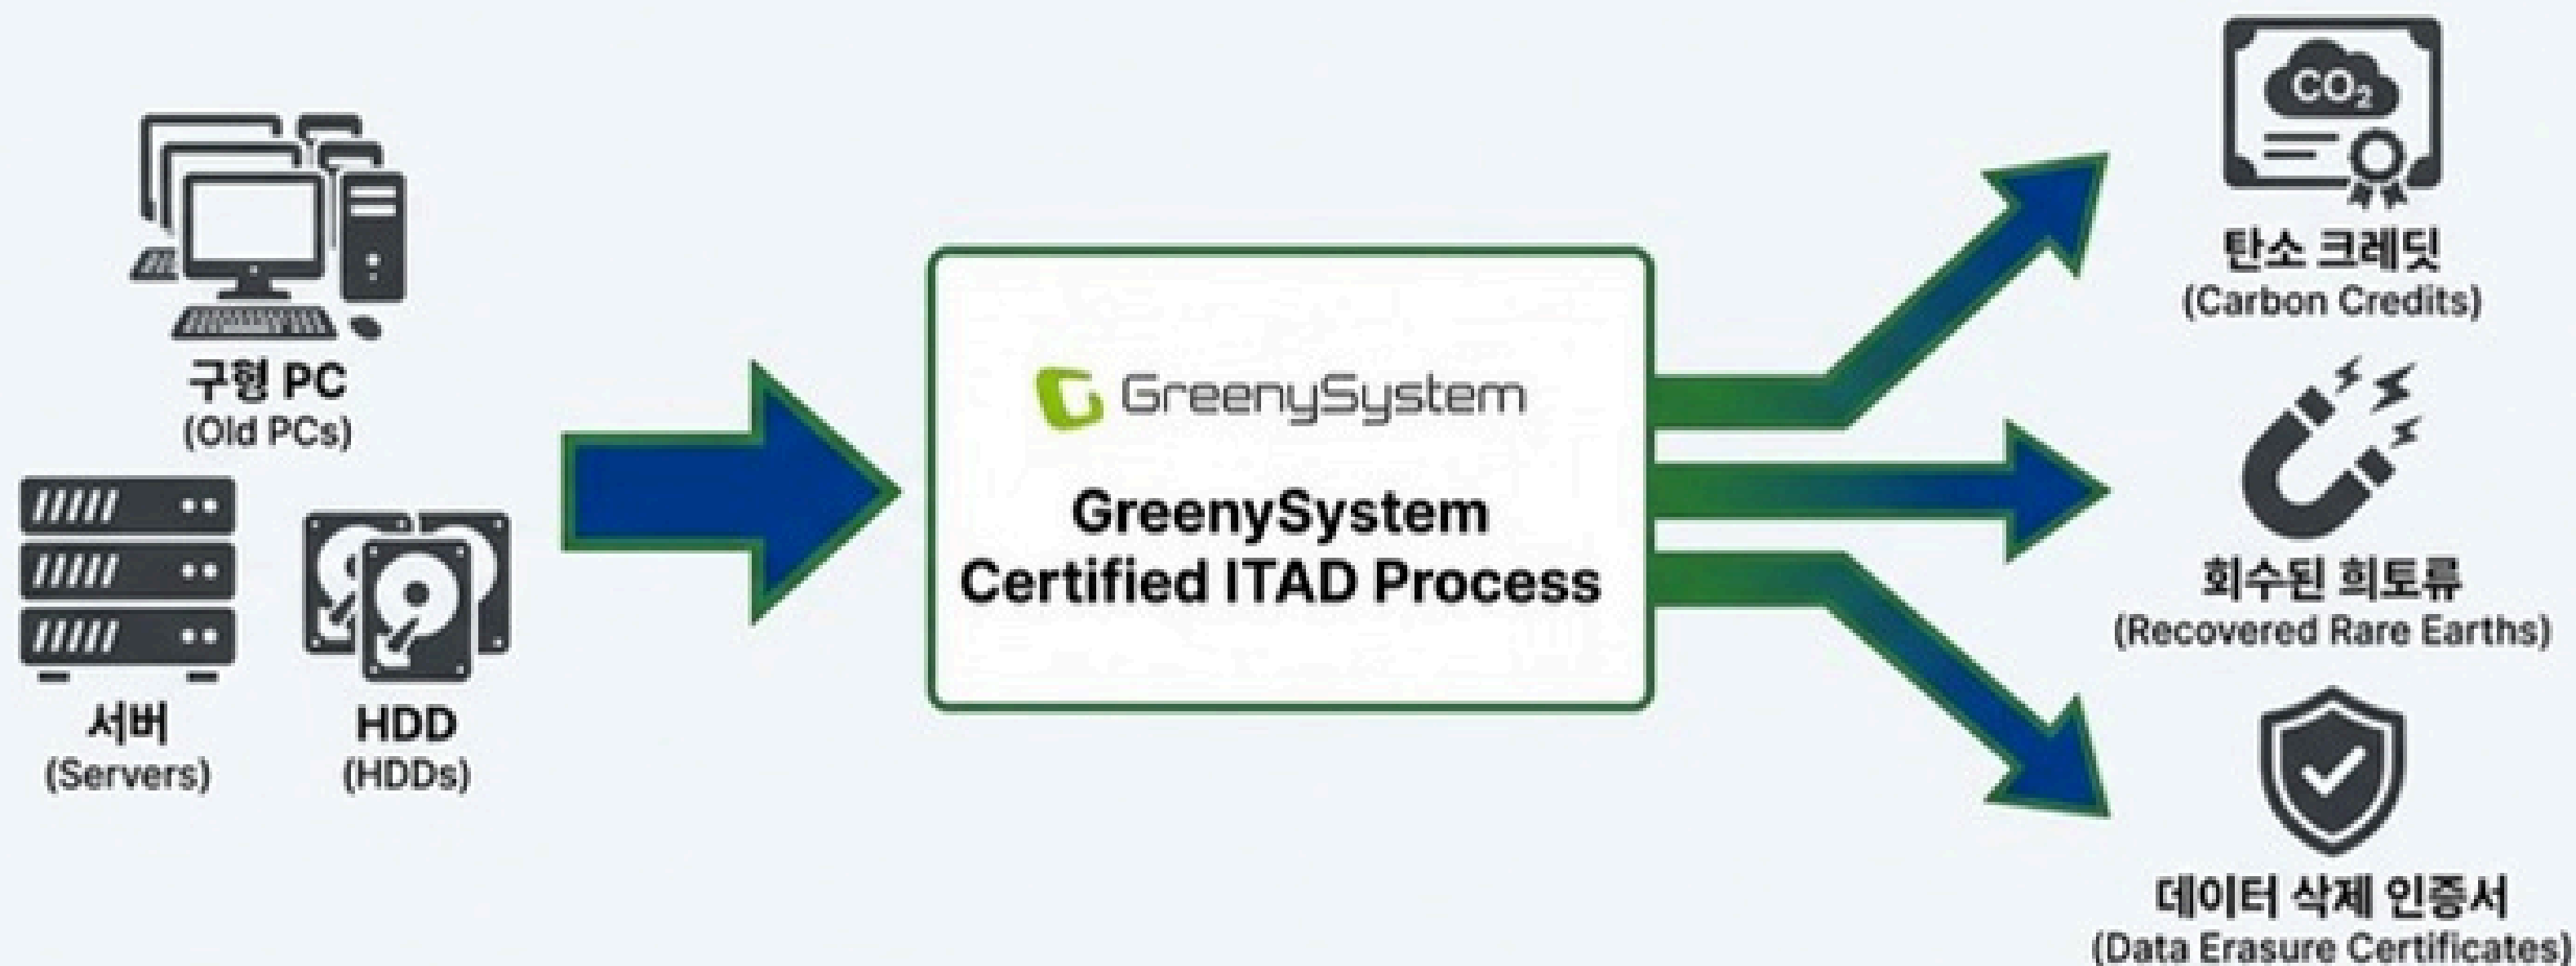 구형 PC
(Old PCs)
서버
(Servers)
HDD
(HDDs)
GreenySystem
GreenySystem
Certified ITAD Process
CO₂
탄소 크레딧
(Carbon Credits)
회수된 희토류
(Recovered Rare Earths)
데이터 삭제 인증서
(Data Erasure Certificates)